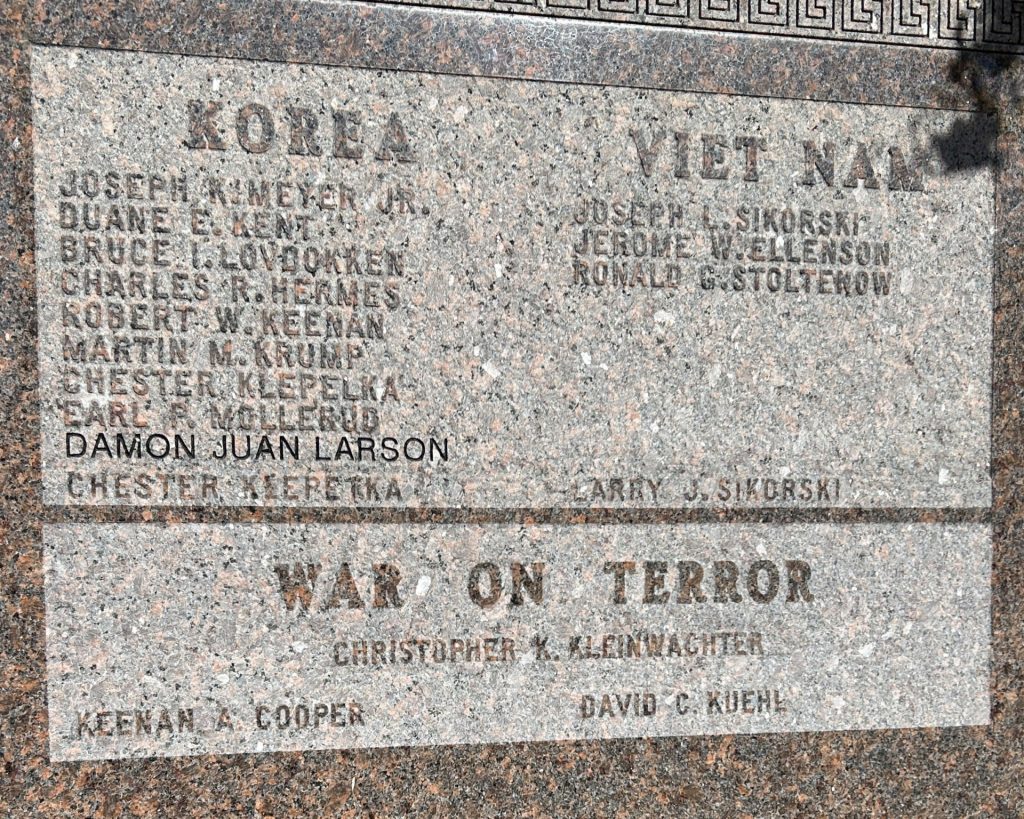 KOREA
JOSEPH K. MEYER JR.
DUANE E. KENT
BRUCE I. LOVDOKKEN
CHARLES R. HERMES
ROBERT W. KEENAN
MARTIN M. KRUMP
CHESTER KLEPELKA
EARL P. MOLLERUD
DAMON JUAN LARSON
CHESTER KLEPETKA
VIET NAM
JOSEPH L. SIKORSKI
JEROME W. ELLENSON
RONALD G. STOLTENOW
LARRY J. SIKORSKI
WAR ON TERROR
CHRISTOPHER K. KLEINWACHTER
KEENAN A. COOPER
DAVID C. KUEHL